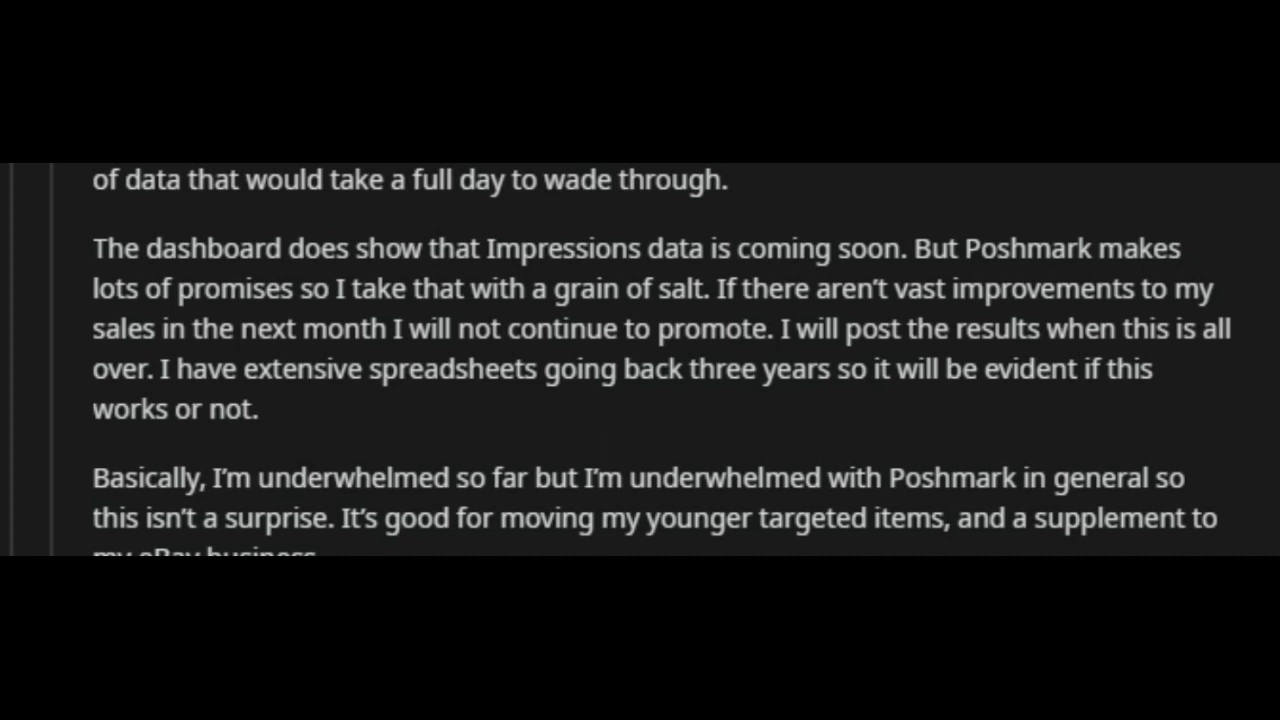 of data that would take a full day to wade through.
The dashboard does show that Impressions data is coming soon. But Poshmark makes
lots of promises so I take that with a grain of salt. If there aren’t vast improvements to my
sales in the next month I will not continue to promote. I will post the results when this is all
over. I have extensive spreadsheets going back three years so it will be evident if this
works or not.
Basically, I’m underwhelmed so far but I’m underwhelmed with Poshmark in general so
this isn’t a surprise. It’s good for moving my younger targeted items, and a supplement to
my eBay business.